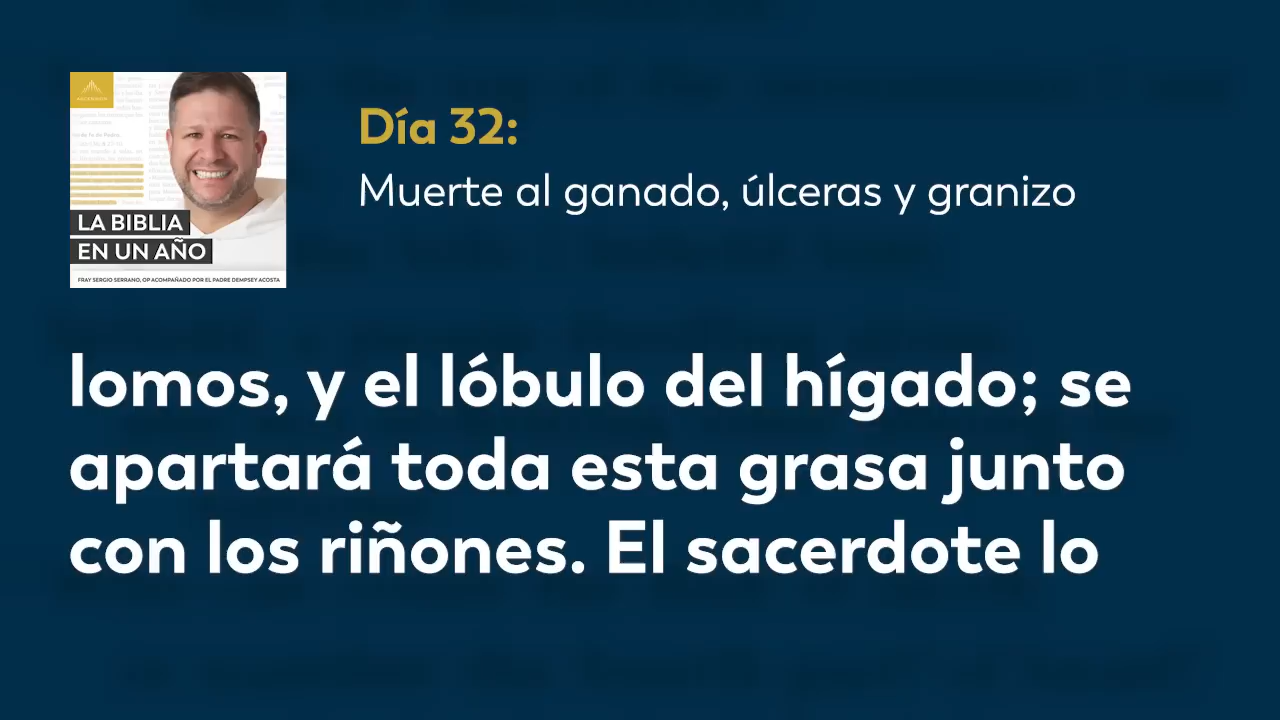 Día 32:
Muerte al ganado, úlceras y granizo
LA BIBLIA
EN UN AÑO
FRAY SERGIO SERRANO, OP ACOMPAÑADO POR EL PADRE DEMPSEY ACOSTA
lomos, y el lóbulo del hígado; se
apartará toda esta grasa junto
con los riñones. El sacerdote lo